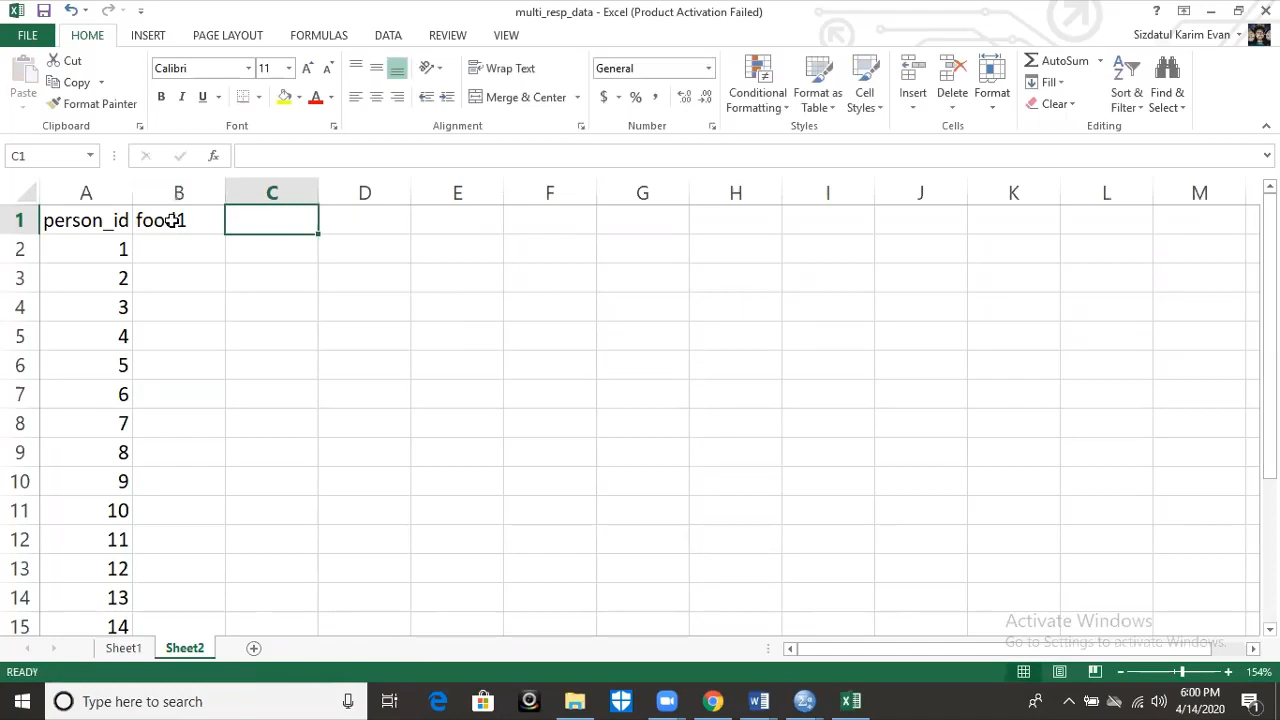 multi_resp_data - Excel (Product Activation Failed)
?
FILE HOME INSERT PAGE LAYOUT FORMULAS DATA REVIEW VIEW
Sizdatul Karim Evan
Paste
Cut
Copy
Format Painter
Clipboard
Calibri 11
B I U
Font
Wrap Text
Merge & Center
Alignment
General
$ % ,
Number
Conditional Formatting
Format as Table
Cell Styles
Styles
Insert Delete Format
Cells
AutoSum
Fill
Clear
Sort & Filter
Find & Select
Editing
C1
fx
A B C D E F G H I J K L M
1 person_id
2 1
3 2
4 3
5 4
6 5
7 6
8 7
9 8
10 9
11 10
12 11
13 12
14 13
15 14
Activate Windows
Go to Settings to activate Windows.
Sheet1 Sheet2
READY
154%
Type here to search
8:00 PM
4/14/2020
1